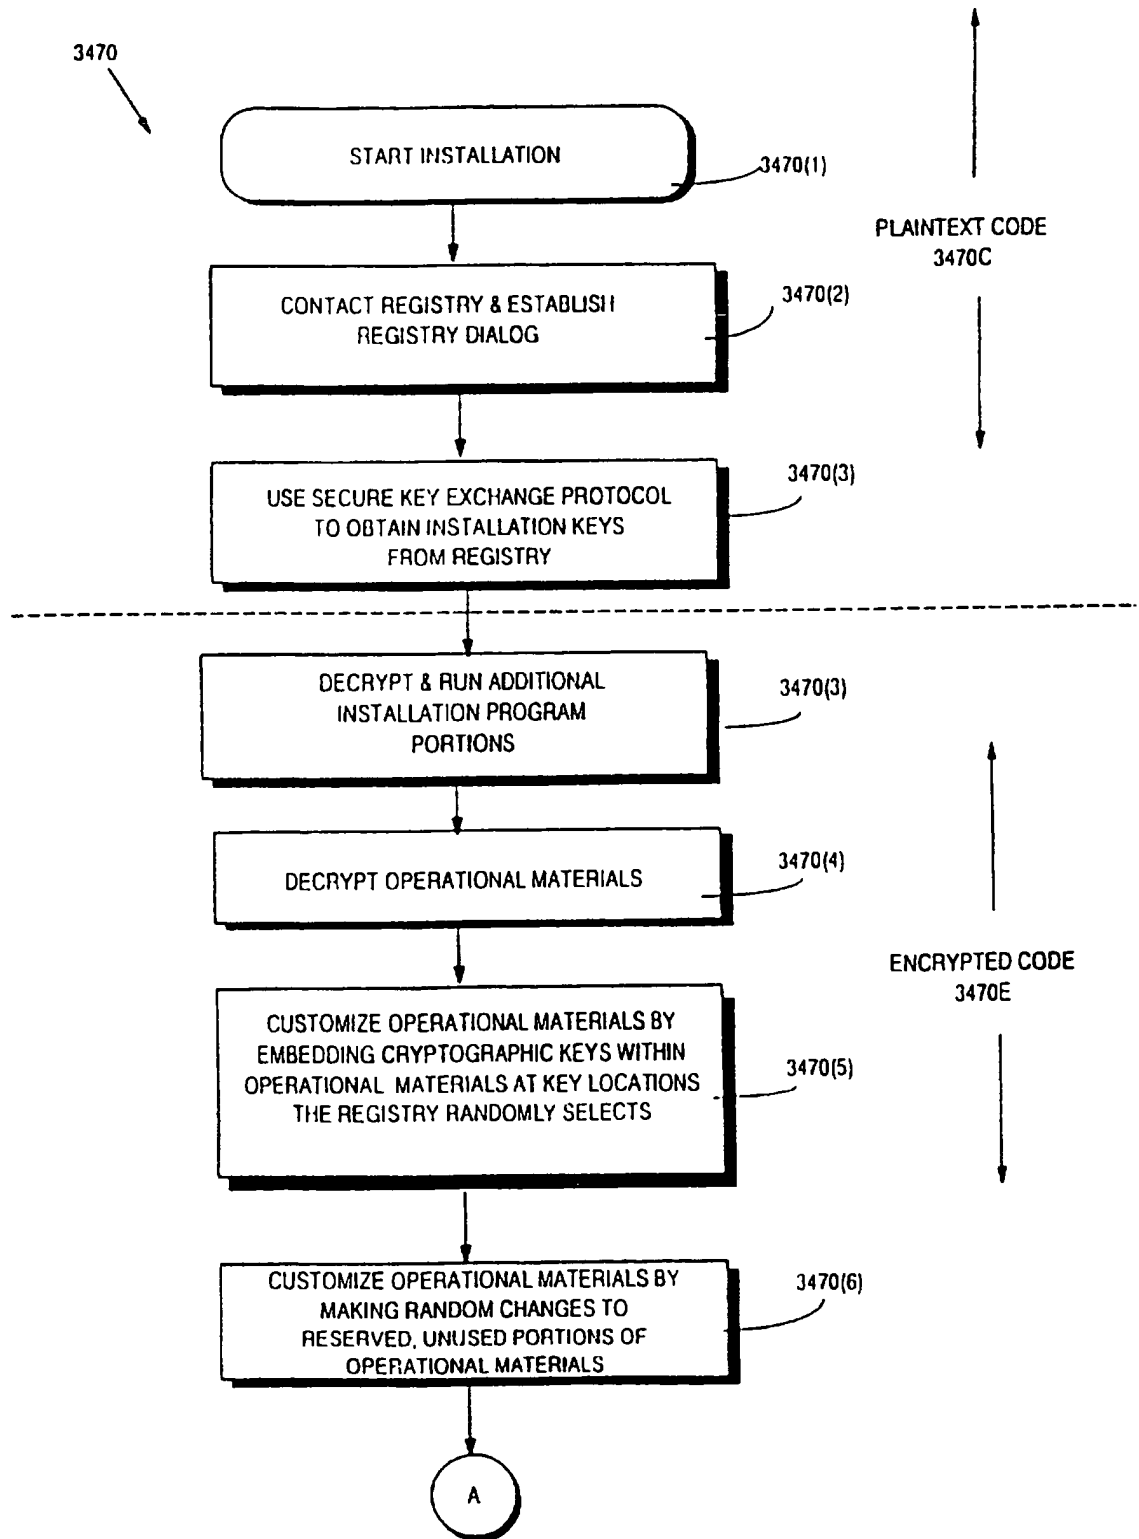 3470
START INSTALLATION
3470(1)
PLAINTEXT CODE
3470C
CONTACT REGISTRY & ESTABLISH
REGISTRY DIALOG
3470(2)
USE SECURE KEY EXCHANGE PROTOCOL
TO OBTAIN INSTALLATION KEYS
FROM REGISTRY
3470(3)
DECRYPT & RUN ADDITIONAL
INSTALLATION PROGRAM
PORTIONS
3470(3)
DECRYPT OPERATIONAL MATERIALS
3470(4)
ENCRYPTED CODE
3470E
CUSTOMIZE OPERATIONAL MATERIALS BY
EMBEDDING CRYPTOGRAPHIC KEYS WITHIN
OPERATIONAL MATERIALS AT KEY LOCATIONS
THE REGISTRY RANDOMLY SELECTS
3470(5)
CUSTOMIZE OPERATIONAL MATERIALS BY
MAKING RANDOM CHANGES TO
RESERVED, UNUSED PORTIONS OF
OPERATIONAL MATERIALS
3470(6)
A